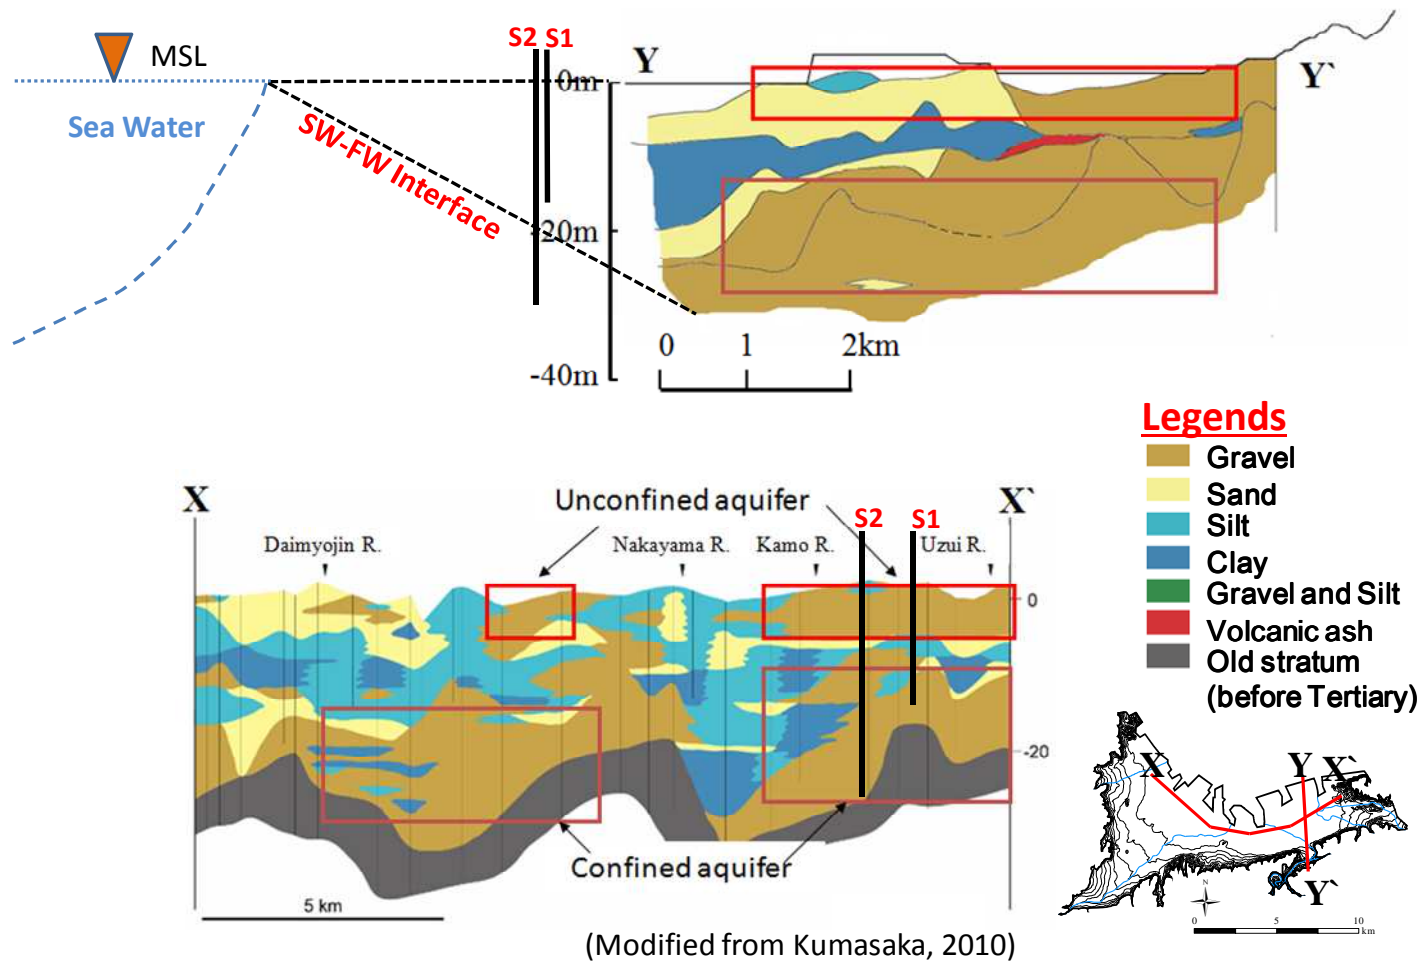 S2 S1
MSL
Y
Y`
0m
Sea Water
SW-FW Interface
-20m
0 1 2km
-40m
Legends
Gravel
Sand
Silt
Clay
Gravel and Silt
Volcanic ash
Old stratum
(before Tertiary)
X
Unconfined aquifer
X`
S2
S1
Daimyojin R.
Nakayama R.
Kamo R.
Uzui R.
0
-20
Confined aquifer
5 km
X
Y
X`
Y`
N
0 5 10
km
(Modified from Kumasaka, 2010)